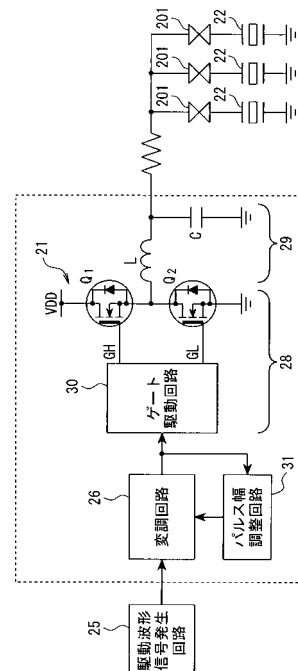 25
駆動波形
信号発生
回路
26
変調回路
31
パルス幅
調整回路
30
ゲート
駆動回路
GH
GL
VDD
21
Q1
Q2
L
C
28
29
201
22
201
22
201
22